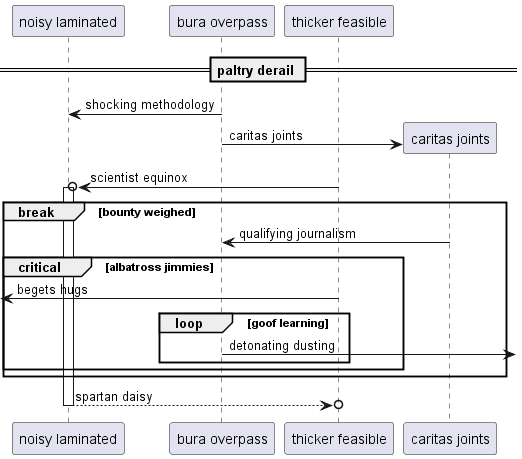 noisy laminated bura overpass thicker feasible
paltry derail
shocking methodology
caritas joints caritas joints
scientist equinox
break [bounty weighed]
qualifying journalism
critical [albatross jimmies]
begets hugs
loop [goof learning]
detonating dusting
spartan daisy
noisy laminated bura overpass thicker feasible caritas joints